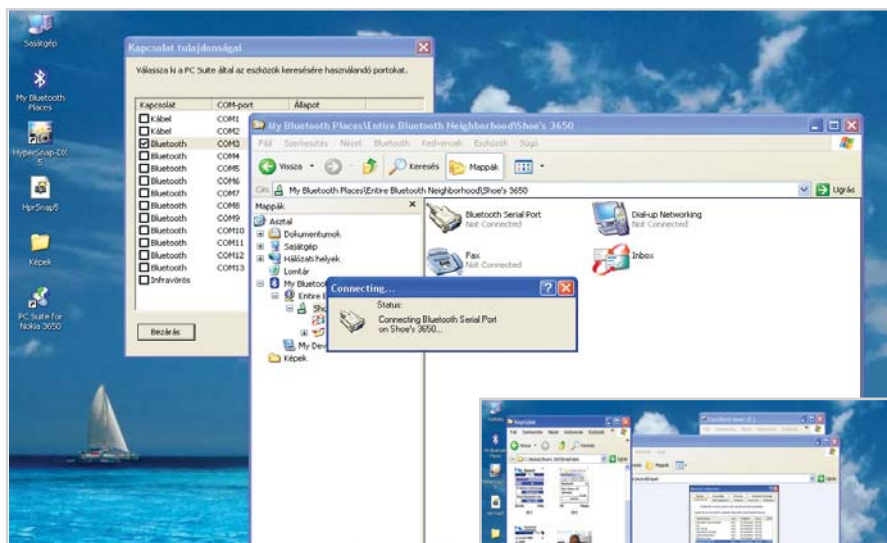 Sajátgép
My Bluetooth
Places
HyperSnap-DX
5
HprSnap5
Képek
PC Suite for
Nokia 3650
Kapcsolat tulajdonságai
Válassza ki a PC Suite által az eszközök keresésére használandó portokat.
Kapcsolat COM-port Állapot
Kábel COM1
Kábel COM2
Bluetooth COM3
Bluetooth COM4
Bluetooth COM5
Bluetooth COM6
Bluetooth COM7
Bluetooth COM8
Bluetooth COM9
Bluetooth COM10
Bluetooth COM11
Bluetooth COM12
Bluetooth COM13
Infravörös
Bezárás
My Bluetooth Places\Entire Bluetooth Neighborhood\Shoe's 3650
Fájl Szerkesztés Nézet Bluetooth Kedvencek Eszközök Súgó
Vissza Keresés Mappák
Cím My Bluetooth Places\Entire Bluetooth Neighborhood\Shoe's 3650 Ugrás
Mappák
Asztal
Dokumentumok
Sajátgép
Hálózati helyek
Lomtár
My Bluetoo
Entire B
Sho
My Dev
Képek
Bluetooth Serial Port
Not Connected
Dial-up Networking
Not Connected
Fax
Not Connected
Inbox
Connecting...
Status:
Connecting Bluetooth Serial Port
on Shoe's 3650...